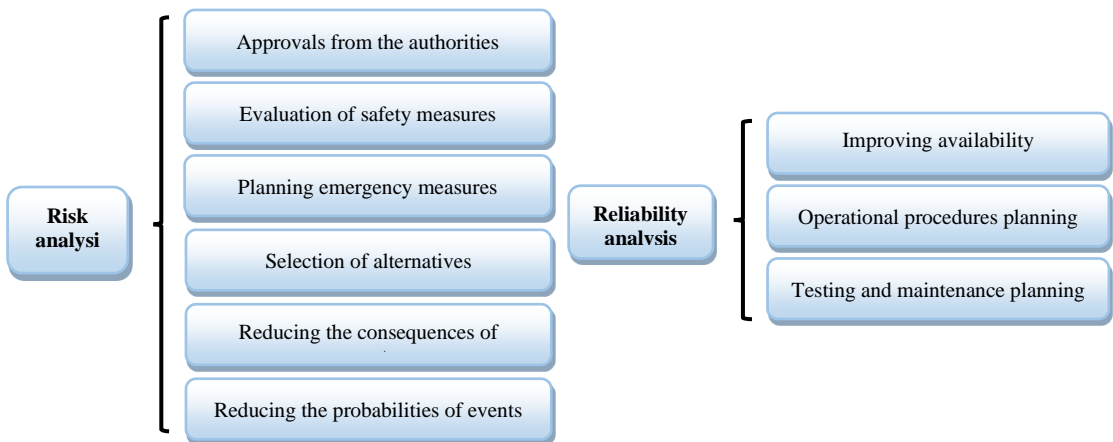 Risk
analysi
Approvals from the authorities
Evaluation of safety measures
Planning emergency measures
Selection of alternatives
Reducing the consequences of
Reducing the probabilities of events
Reliability
analysis
Improving availability
Operational procedures planning
Testing and maintenance planning